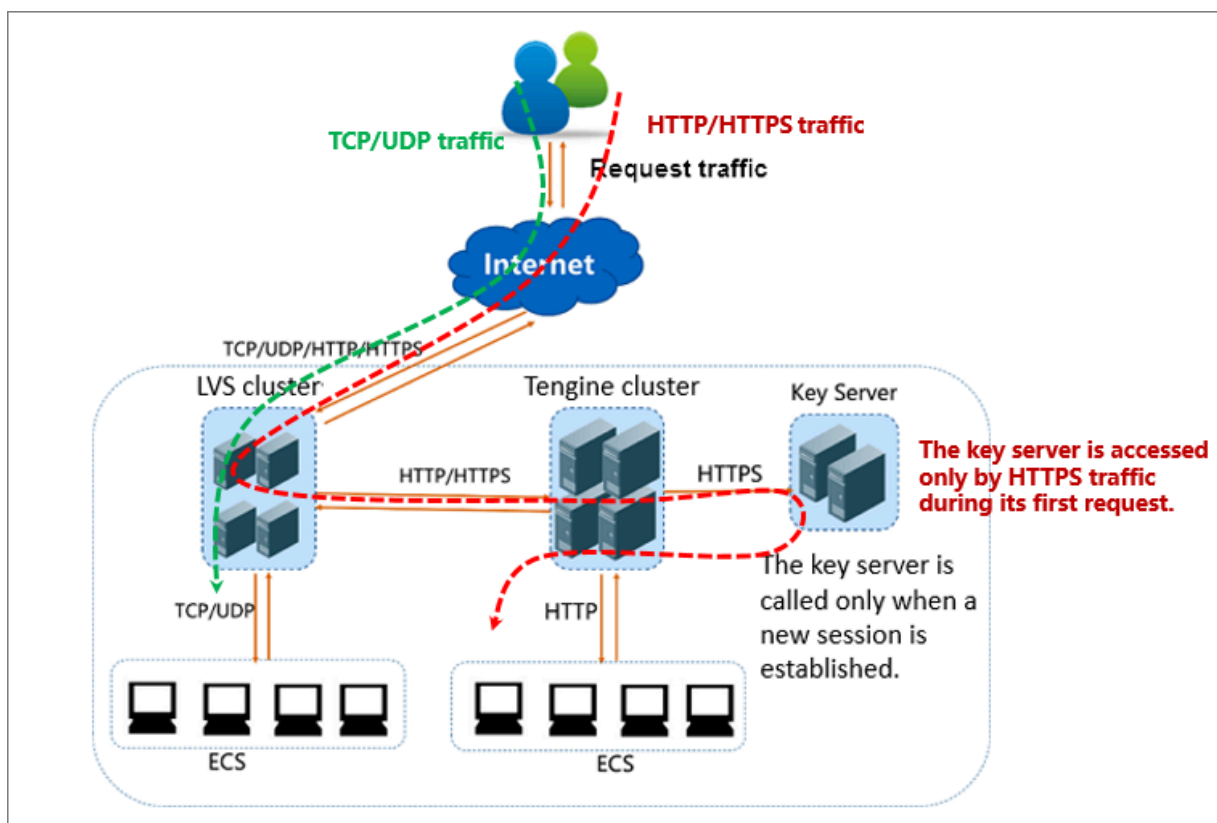 HTTP/HTTPS traffic
TCP/UDP traffic
Request traffic
Internet
TCP/UDP/HTTP/HTTPS
LVS cluster
Tengine cluster
Key Server
HTTP/HTTPS
HTTPS
The key server is accessed
only by HTTPS traffic
during its first request.
The key server is
called only when a
new session is
established.
TCP/UDP
HTTP
ECS
ECS